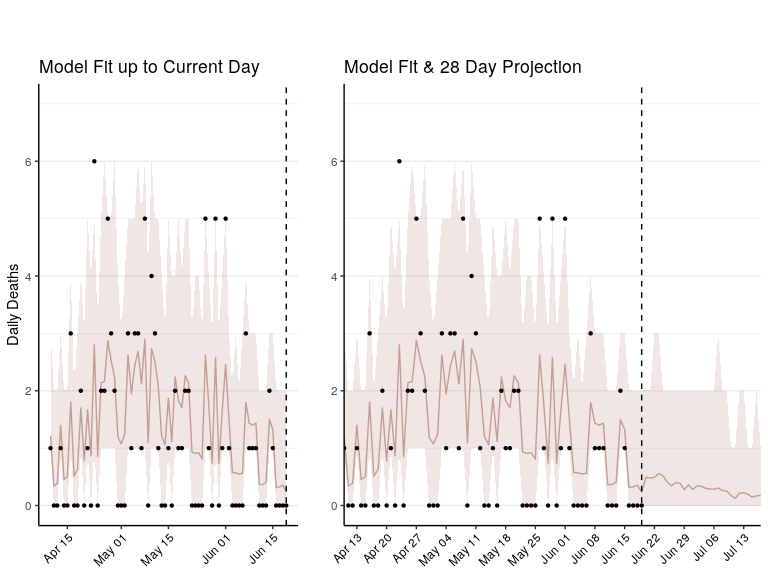 Model Fit up to Current Day
Model Fit & 28 Day Projection
Daily Deaths
6
4
2
0
Apr 15
May 01
May 15
Jun 01
Jun 15
6
4
2
0
Apr 13
Apr 20
Apr 27
May 04
May 11
May 18
May 25
Jun 01
Jun 08
Jun 15
Jun 22
Jun 29
Jul 06
Jul 13